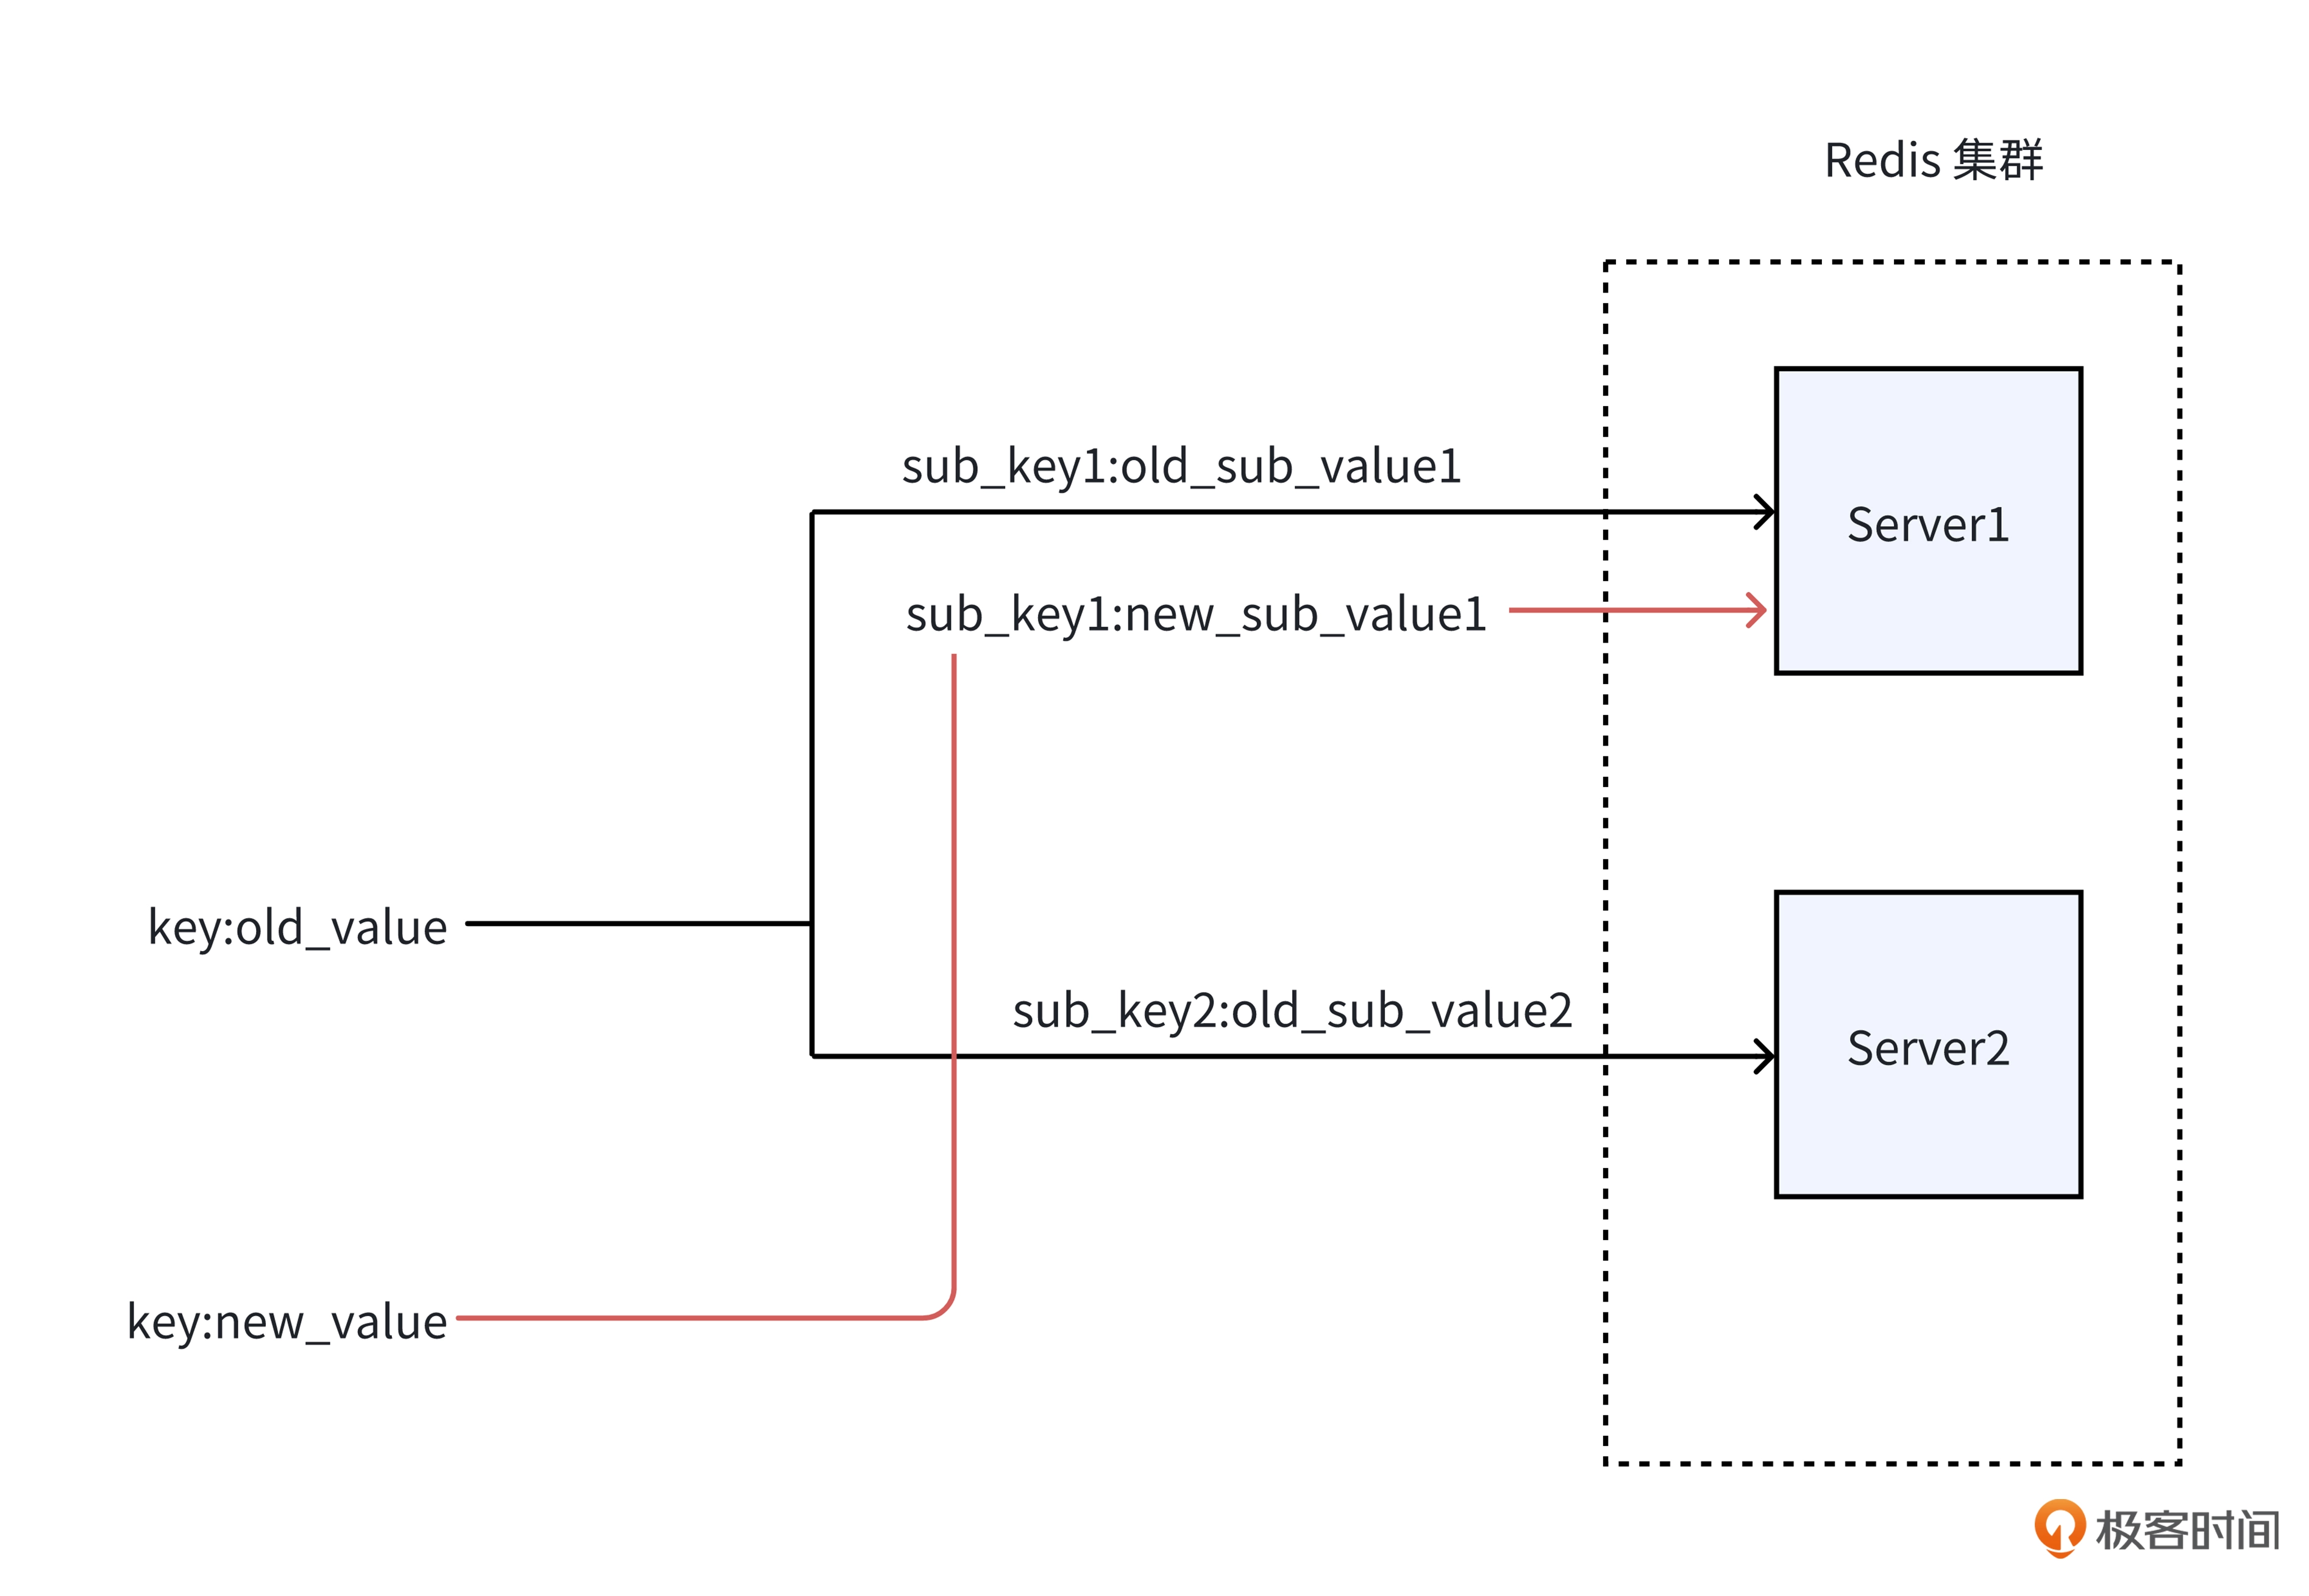 Redis 集群
sub_key1:old_sub_value1
Server1
sub_key1:new_sub_value1
key:old_value
sub_key2:old_sub_value2
Server2
key:new_value
极客时间